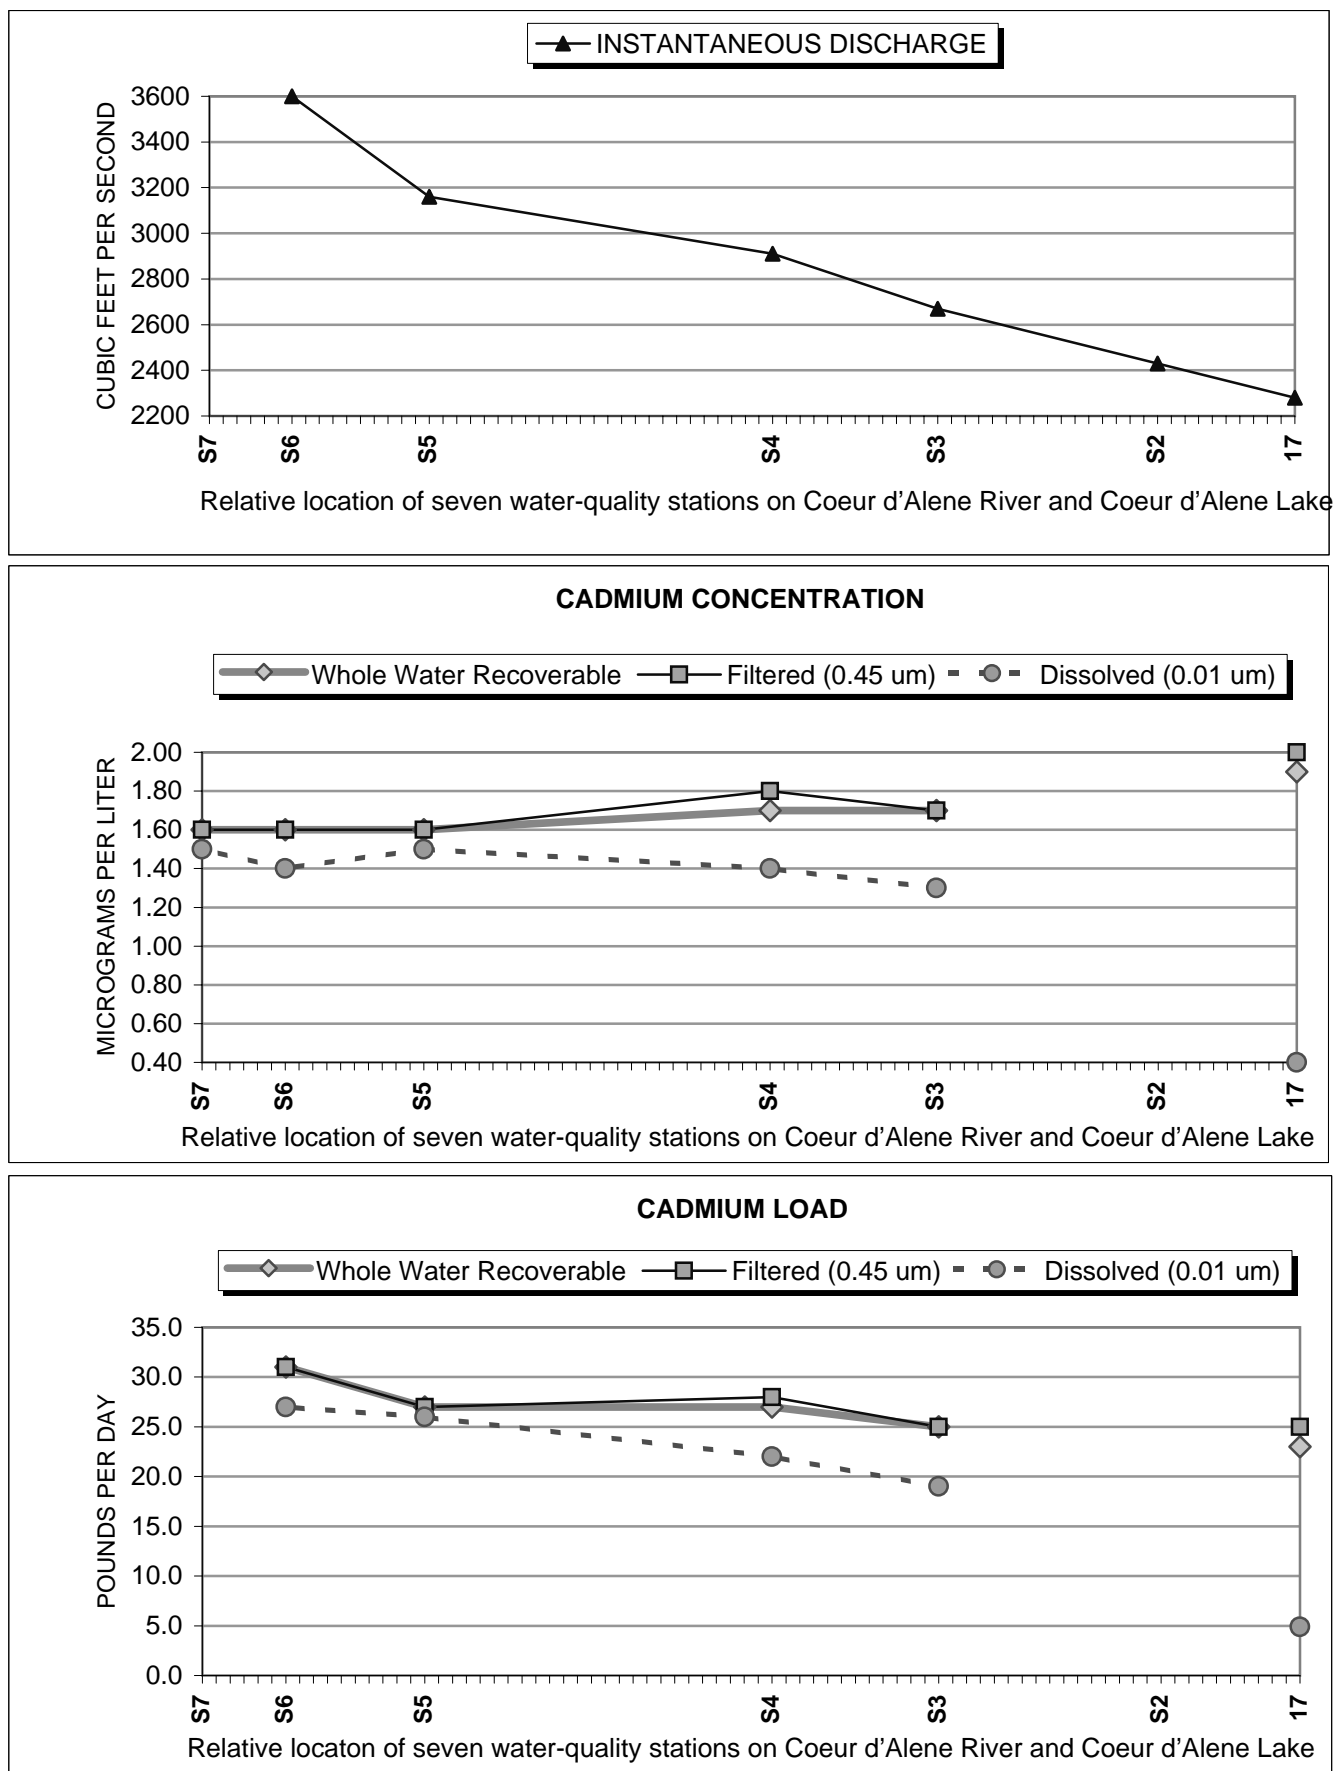 INSTANTANEOUS DISCHARGE
CUBIC FEET PER SECOND
3600
3400
3200
3000
2800
2600
2400
2200
S7 S6 S5 S4 S3 S2 17
Relative location of seven water-quality stations on Coeur d'Alene River and Coeur d'Alene Lake
CADMIUM CONCENTRATION
Whole Water Recoverable Filtered (0.45 um) Dissolved (0.01 um)
MICROGRAMS PER LITER
2.00
1.80
1.60
1.40
1.20
1.00
0.80
0.60
0.40
S7 S6 S5 S4 S3 S2 17
Relative location of seven water-quality stations on Coeur d'Alene River and Coeur d'Alene Lake
CADMIUM LOAD
Whole Water Recoverable Filtered (0.45 um) Dissolved (0.01 um)
POUNDS PER DAY
35.0
30.0
25.0
20.0
15.0
10.0
5.0
0.0
S7 S6 S5 S4 S3 S2 17
Relative locaton of seven water-quality stations on Coeur d'Alene River and Coeur d'Alene Lake